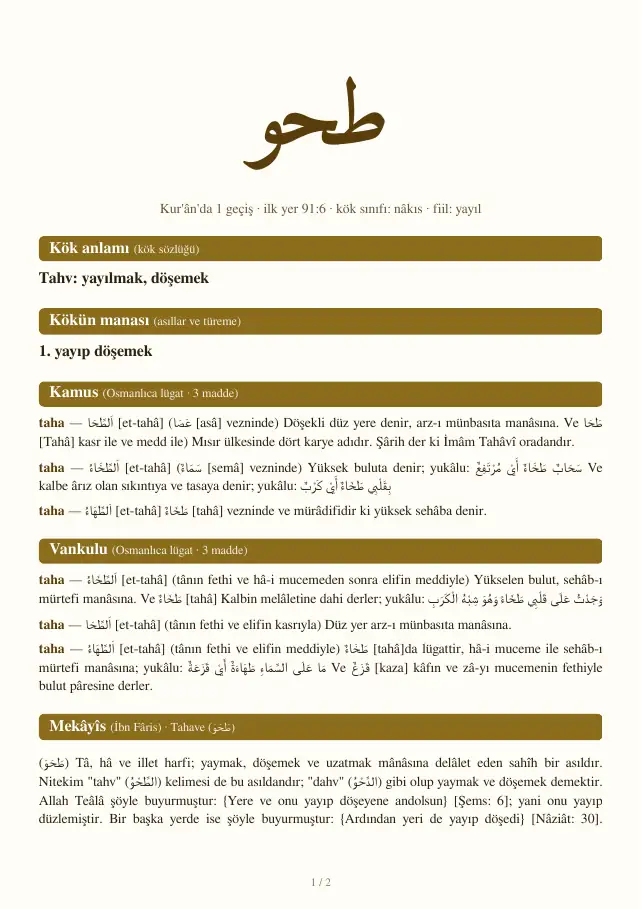 طحو
Kur'ân'da 1 geçiş · ilk yer 91:6 · kök sınıfı: nâkıs · fiil: yayıl
Kök anlamı (kök sözlüğü)
Tahv: yayılmak, döşemek
Kökün manası (asıllar ve türeme)
1. yayıp döşemek
Kamus (Osmanlıca lügat · 3 madde)
taha — اَلطَّحَا [et-tahâ] (عَصَا [asâ] vezninde) Döşekli düz yere denir, arz-ı münbasıta manâsına. Ve طَحَا
[Tahâ] kasr ile ve medd ile) Mısır ülkesinde dört karye adıdır. Şârih der ki İmâm Tahâvî oradandır.
taha — اَلطَّخَاءُ [et-tahâ] (سَمَاءٌ [semâ] vezninde) Yüksek buluta denir; yukâlu: سَحَابٌ طَخَاءٌ أَيْ مُرْتَفِعٌ Ve
kalbe ârız olan sıkıntıya ve tasaya denir; yukâlu: بِقَلْبِي طَخَاءٌ أَيْ كَرْبٌ
taha — اَلطَّهَاءُ [et-tahâ] طَخَاءٌ [tahâ] vezninde ve mürâdifidir ki yüksek sehâba denir.
Vankulu (Osmanlıca lügat · 3 madde)
taha — اَلطَّخَاءُ [et-tahâ] (tânın fethi ve hâ-i mucemeden sonra elifin meddiyle) Yükselen bulut, sehâb-ı
mürtefi manâsına. Ve طَخَاءٌ [tahâ] Kalbin melâletine dahi derler; yukâlu: وَجَدْتُ عَلَى قَلْبِي طَخَاءً وَهُوَ شِبْهُ الْكَرَبِ
taha — اَلطَّحَا [et-tahâ] (tânın fethi ve elifin kasrıyla) Düz yer arz-ı münbasıta manâsına.
taha — اَلطَّهَاءُ [et-tahâ] (tânın fethi ve elifin meddiyle) طَخَاءٌ [tahâ]da lügattir, hâ-i muceme ile sehâb-ı
mürtefi manâsına; yukâlu: مَا عَلَى السَّمَاءِ طَهَاءَةٌ أَيْ قَزَعَةٌ Ve قَزَعٌ [kaza] kâfın ve zâ-yı mucemenin fethiyle
bulut pâresine derler.
Mekâyîs (İbn Fâris) · Tahave (طَحَوَ)
(طَحَوَ) Tâ, hâ ve illet harfi; yaymak, döşemek ve uzatmak mânâsına delâlet eden sahîh bir asıldır.
Nitekim "tahv" (الطَّحْوُ) kelimesi de bu asıldandır; "dahv" (الدَّحْوُ) gibi olup yaymak ve döşemek demektir.
Allah Teâlâ şöyle buyurmuştur: {Yere ve onu yayıp döşeyene andolsun} [Şems: 6]; yani onu yayıp
düzlemiştir. Bir başka yerde ise şöyle buyurmuştur: {Ardından yeri de yayıp döşedi} [Nâziât: 30].
1 / 2